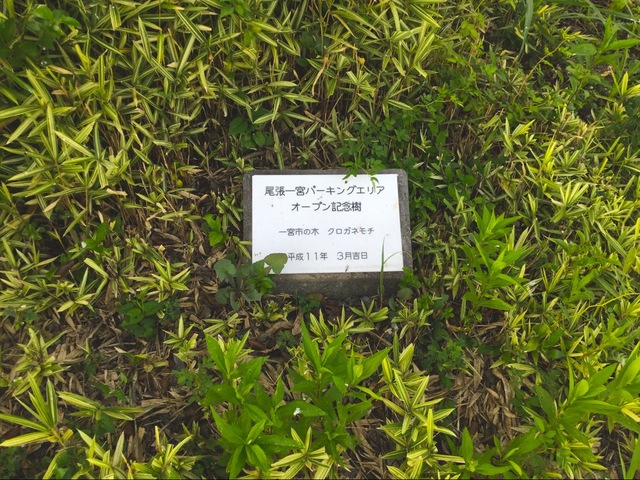 尾張一宮パーキングエリア
オープン記念樹
一宮市の木　クロガネモチ
平成11年　3月吉日